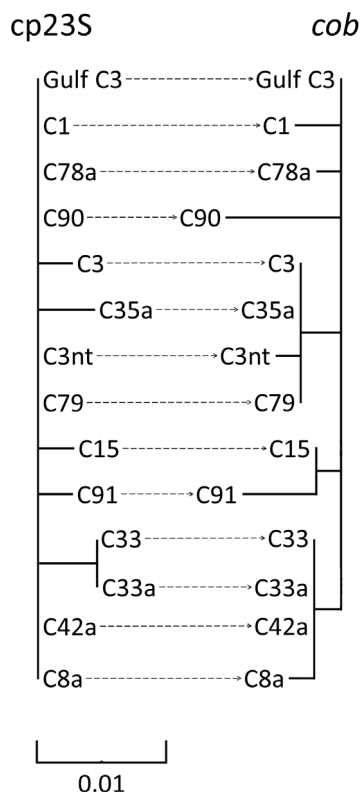 cp23S cob
Gulf C3 Gulf C3
C1 C1
C78a C78a
C90 C90
C3 C3
C35a C35a
C3nt C3nt
C79 C79
C15 C15
C91 C91
C33 C33
C33a C33a
C42a C42a
C8a C8a
0.01